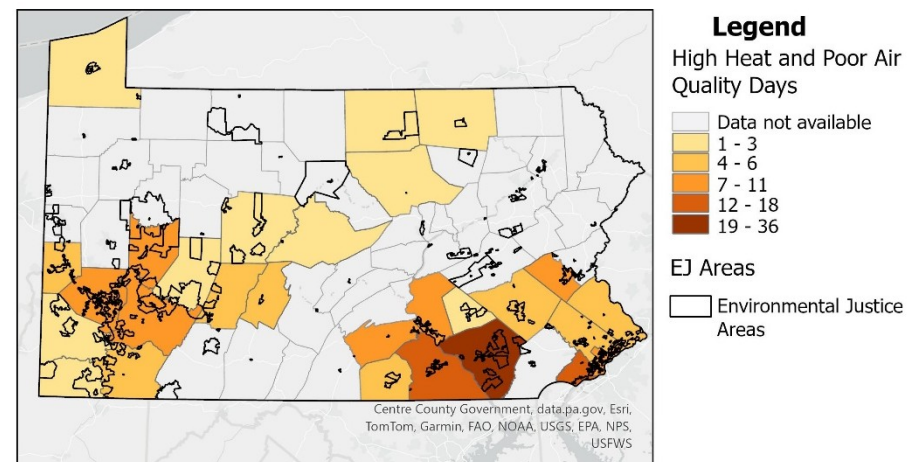 Legend
High Heat and Poor Air
Quality Days
Data not available
1 - 3
4 - 6
7 - 11
12 - 18
19 - 36
EJ Areas
Environmental Justice
Areas
Centre County Government, data.pa.gov, Esri,
TomTom, Garmin, FAO, NOAA, USGS, EPA, NPS,
USFWS